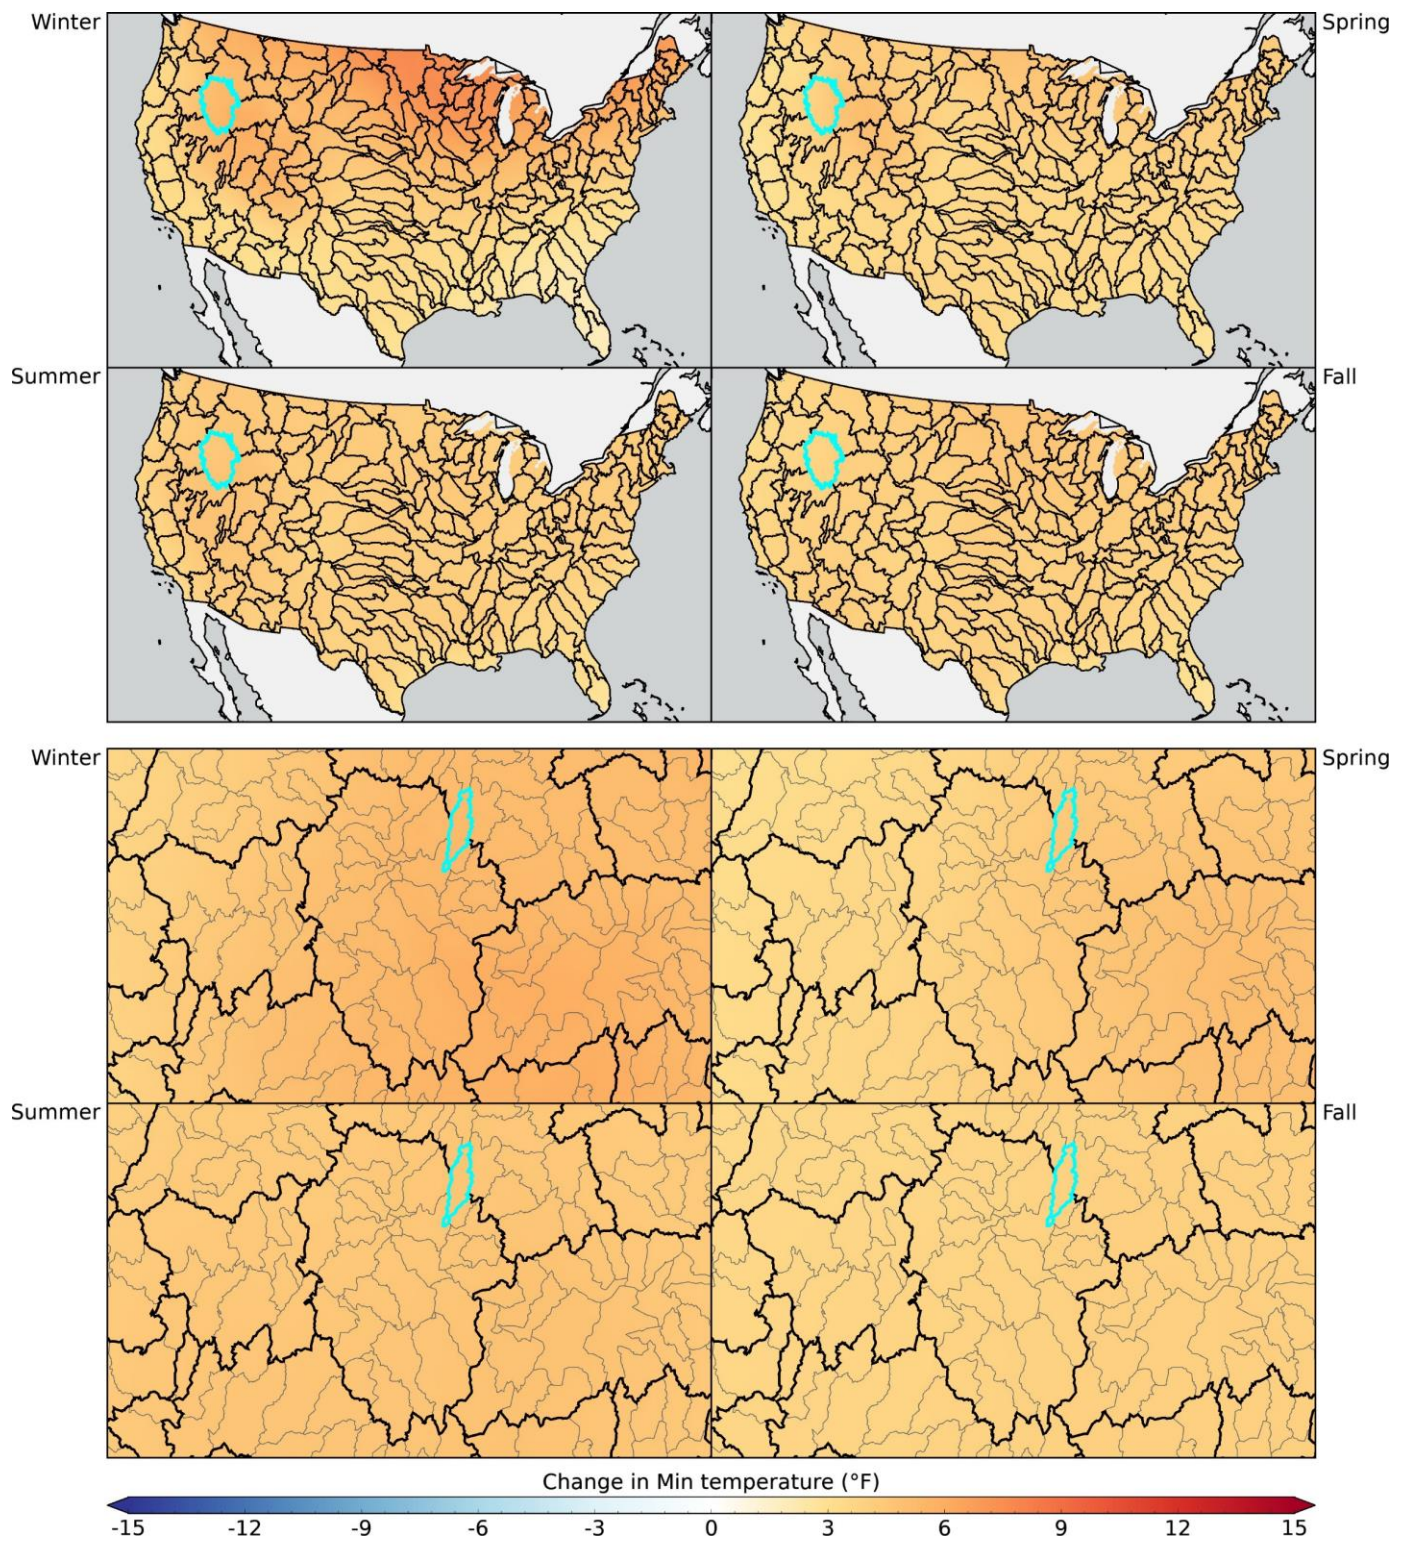 Winter
Spring
Summer
Fall
Winter
Spring
Summer
Fall
Change in Min temperature (°F)
-15 -12 -9 -6 -3 0 3 6 9 12 15